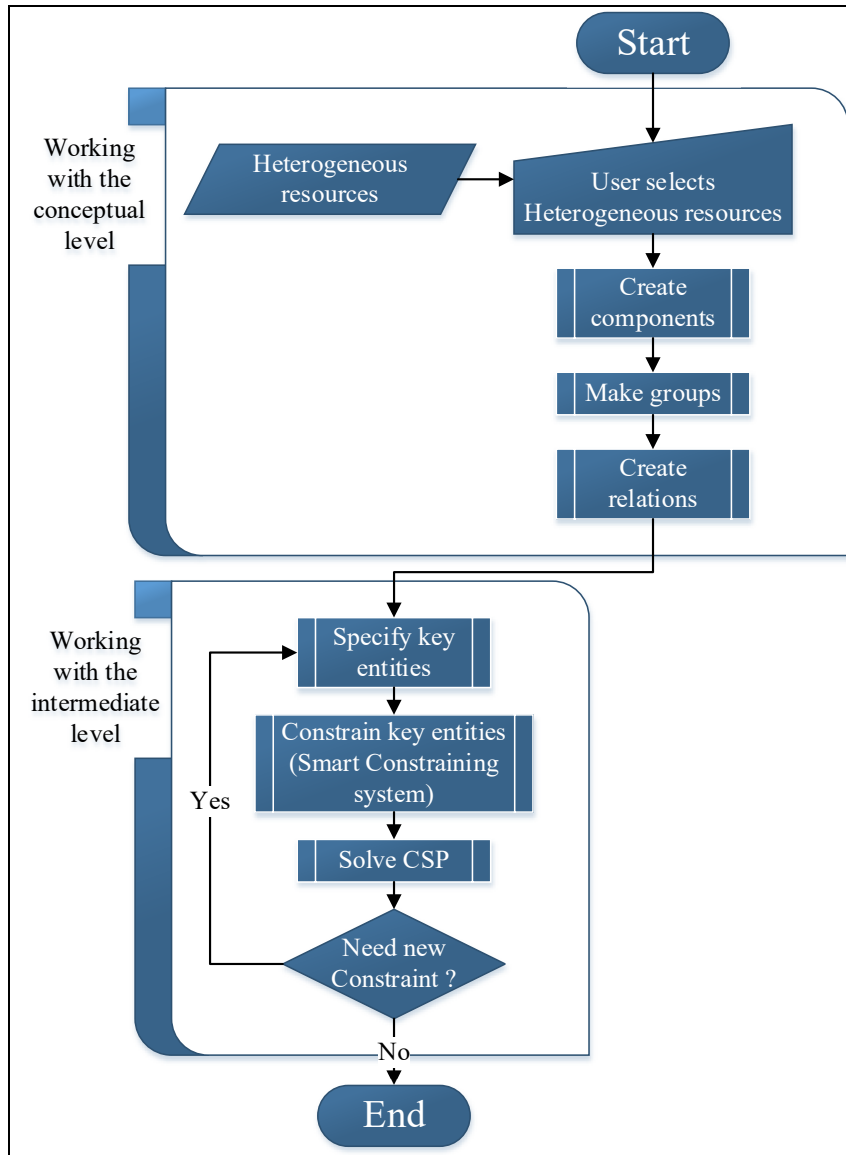 Start
Working
with the
conceptual
level
Heterogeneous
resources
User selects
Heterogeneous resources
Create
components
Make groups
Create
relations
Working
with the
intermediate
level
Specify key
entities
Constrain key entities
(Smart Constraining
system)
Yes
Solve CSP
Need new
Constraint ?
No
End